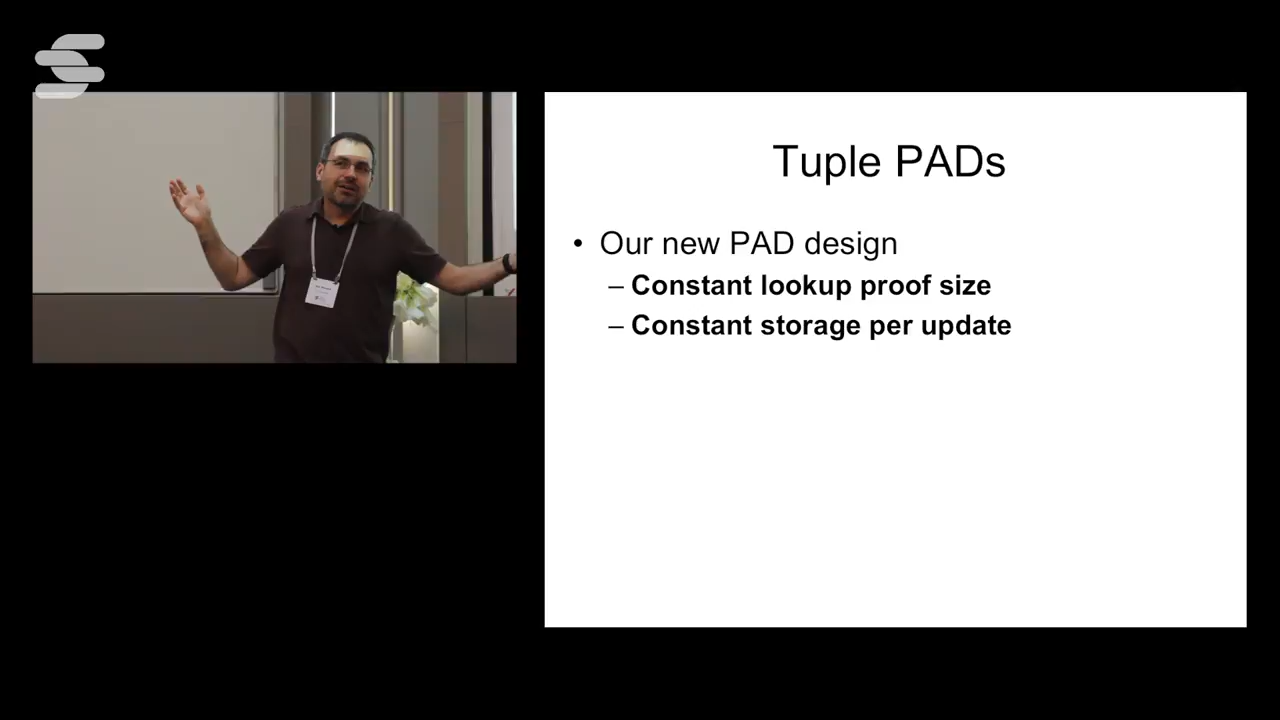 Tuple PADs
• Our new PAD design
– Constant lookup proof size
– Constant storage per update